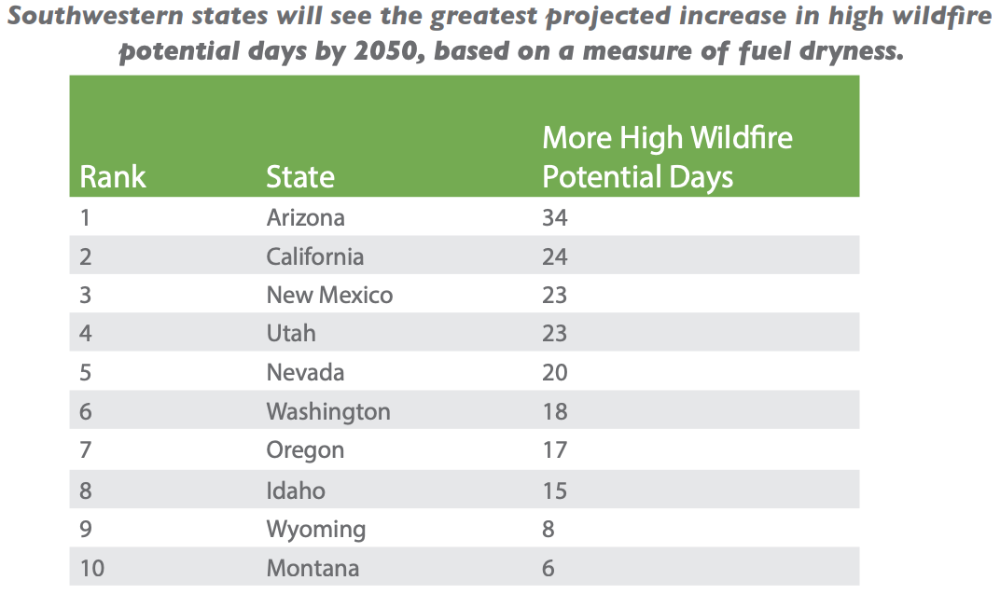 Southwestern states will see the greatest projected increase in high wildfire
potential days by 2050, based on a measure of fuel dryness.
More High Wildfire
Rank State Potential Days
1 Arizona 34
2 California 24
3 New Mexico 23
4 Utah 23
5 Nevada 20
6 Washington 18
7 Oregon 17
8 Idaho 15
9 Wyoming 8
10 Montana 6